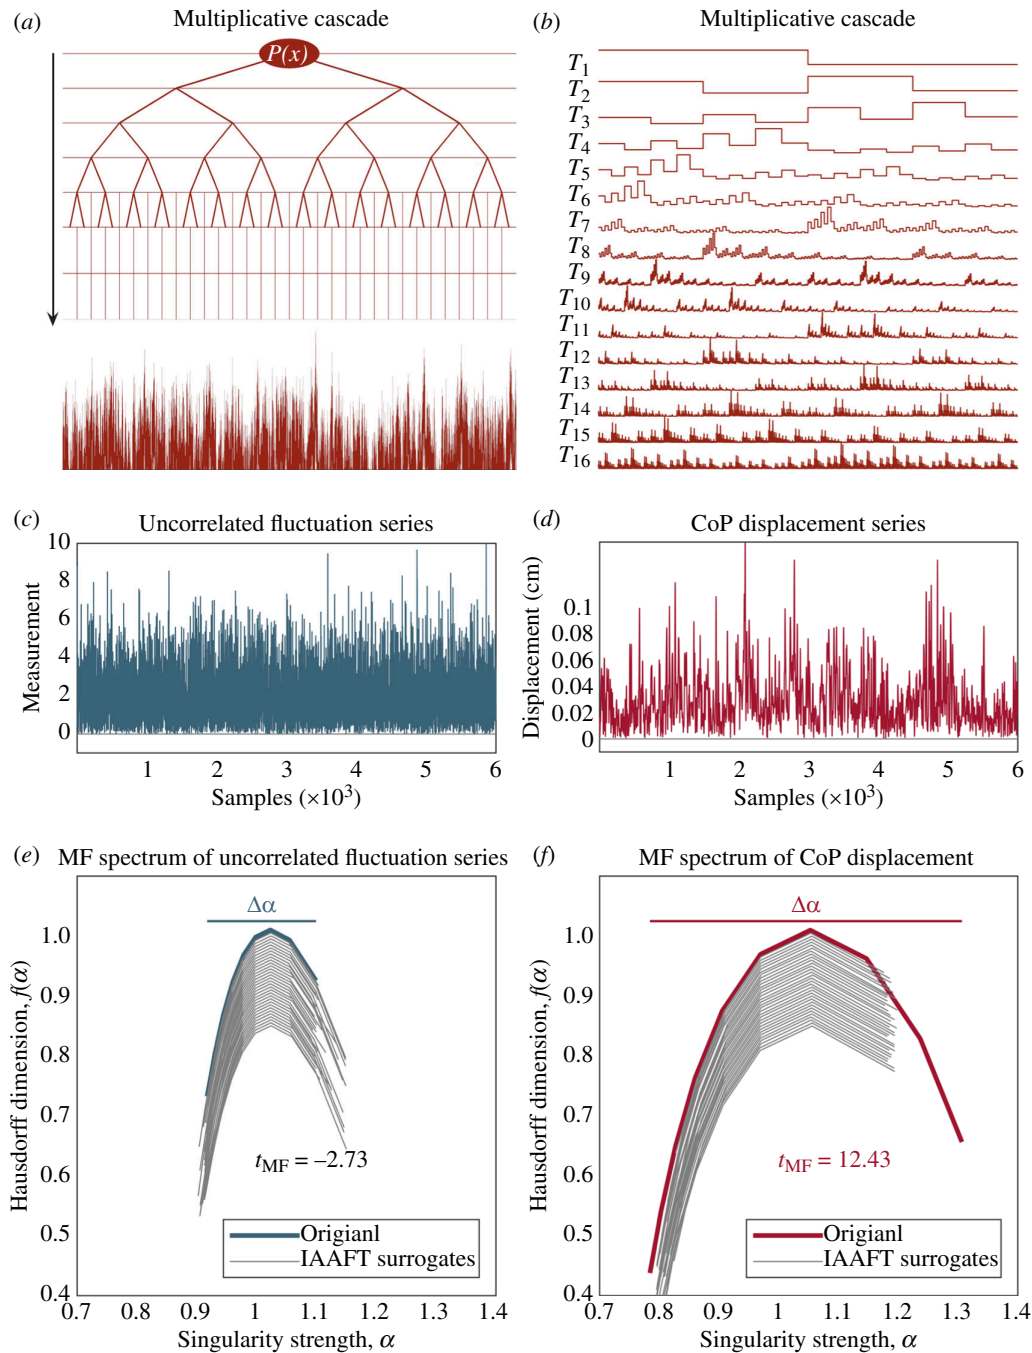 (a) Multiplicative cascade
P(x)
(b) Multiplicative cascade
T1
T2
T3
T4
T5
T6
T7
T8
T9
T10
T11
T12
T13
T14
T15
T16
(c) Uncorrelated fluctuation series
Measurement
10
8
6
4
2
0
1 2 3 4 5 6
Samples (×10³)
(d) CoP displacement series
Displacement (cm)
0.1
0.08
0.06
0.04
0.02
0
1 2 3 4 5 6
Samples (×10³)
(e) MF spectrum of uncorrelated fluctuation series
Δα
Hausdorff dimension, f(α)
1.0
0.9
0.8
0.7
0.6
0.5
0.4
tMF = –2.73
Origianl
IAAFT surrogates
0.7 0.8 0.9 1 1.1 1.2 1.3 1.4
Singularity strength, α
(f) MF spectrum of CoP displacement
Δα
Hausdorff dimension, f(α)
1.0
0.9
0.8
0.7
0.6
0.5
0.4
tMF = 12.43
Origianl
IAAFT surrogates
0.7 0.8 0.9 1 1.1 1.2 1.3 1.4
Singularity strength, α